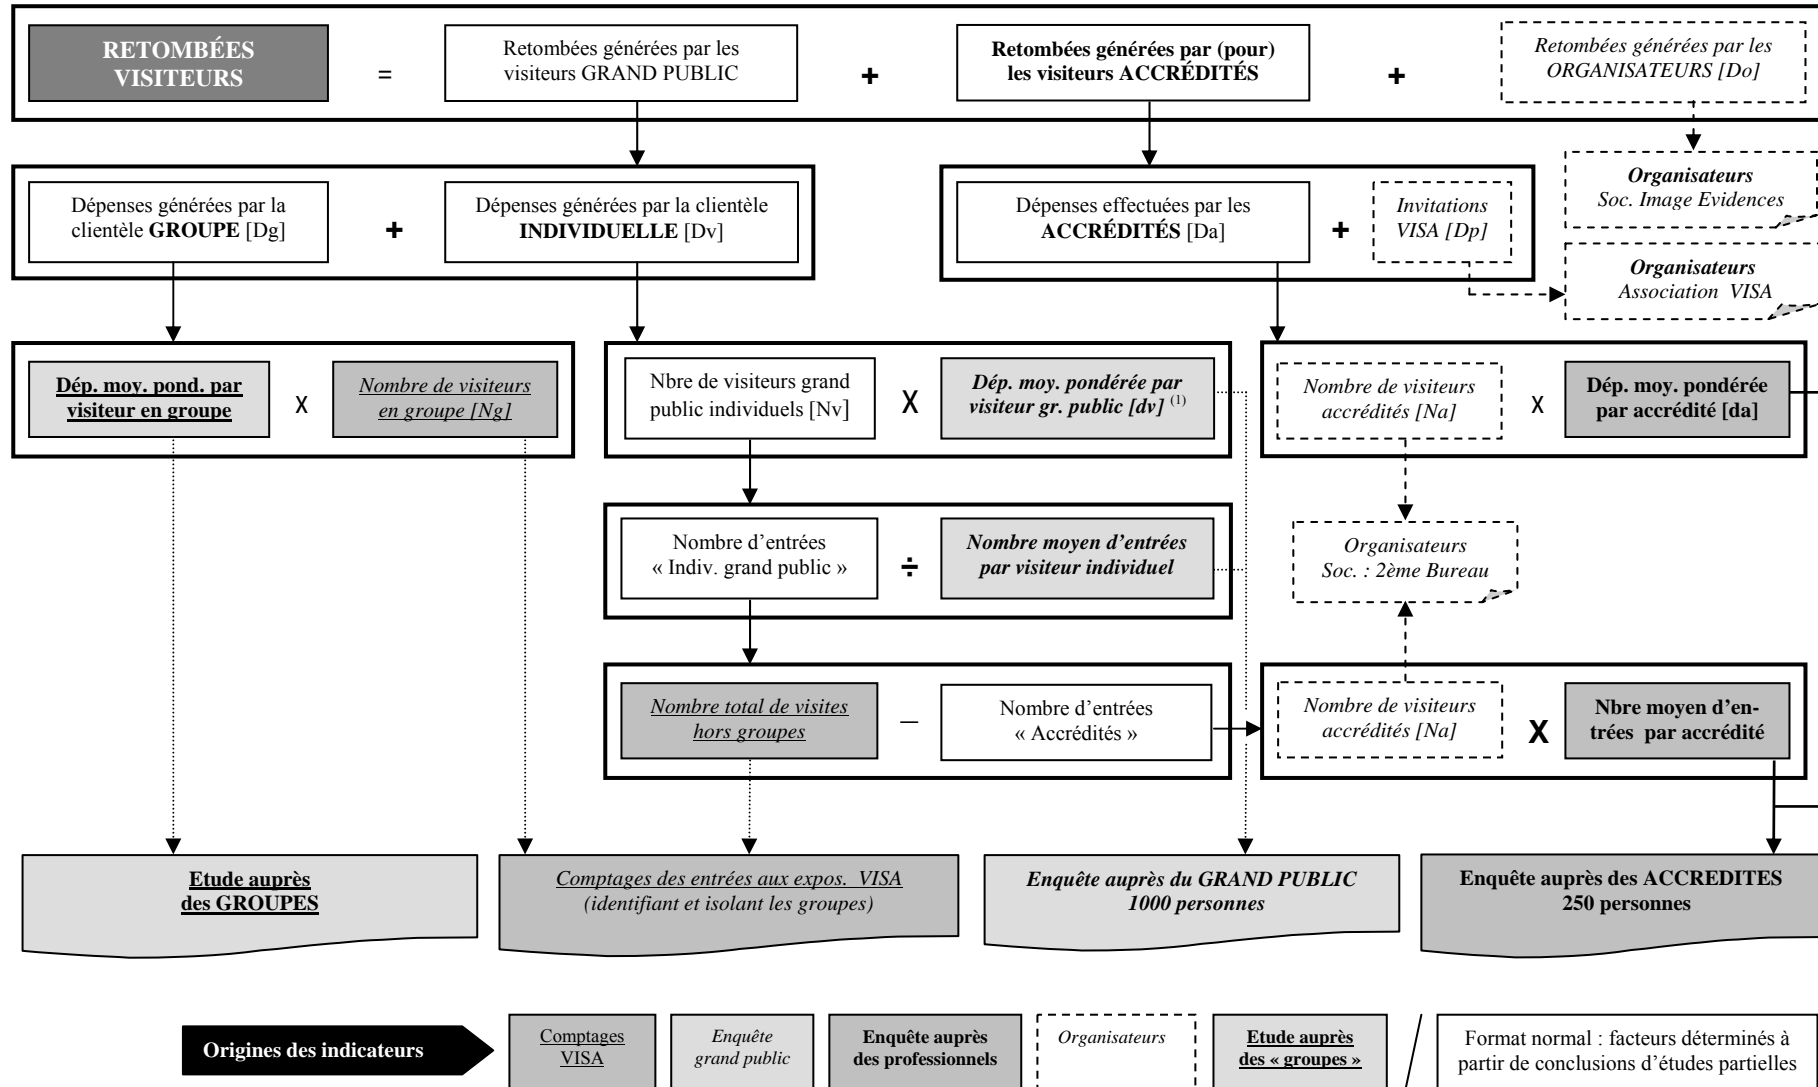 RETOMBÉES
VISITEURS
=
Retombées générées par les
visiteurs GRAND PUBLIC
+
Retombées générées par (pour)
les visiteurs ACCRÉDITÉS
+
Retombées générées par les
ORGANISATEURS [Do]
Dépenses générées par la
clientèle GROUPE [Dg]
+
Dépenses générées par la clientèle
INDIVIDUELLE [Dv]
Dépenses effectuées par les
ACCRÉDITÉS [Da]
+
Invitations
VISA [Dp]
Organisateurs
Soc. Image Evidences
Organisateurs
Association VISA
Dép. moy. pond. par
visiteur en groupe
X
Nombre de visiteurs
en groupe [Ng]
Nbre de visiteurs grand
public individuels [Nv]
X
Dép. moy. pondérée par
visiteur gr. public [dv] (1)
Nombre de visiteurs
accrédités [Na]
X
Dép. moy. pondérée
par accrédité [da]
Nombre d'entrées
« Indiv. grand public »
÷
Nombre moyen d'entrées
par visiteur individuel
Organisateurs
Soc. : 2ème Bureau
Nombre total de visites
hors groupes
–
Nombre d'entrées
« Accrédités »
Nombre de visiteurs
accrédités [Na]
X
Nbre moyen d'en-
trées par accrédité
Etude auprès
des GROUPES
Comptages des entrées aux expos. VISA
(identifiant et isolant les groupes)
Enquête auprès du GRAND PUBLIC
1000 personnes
Enquête auprès des ACCREDITES
250 personnes
Origines des indicateurs
Comptages
VISA
Enquête
grand public
Enquête auprès
des professionnels
Organisateurs
Etude auprès
des « groupes »
Format normal : facteurs déterminés à
partir de conclusions d'études partielles